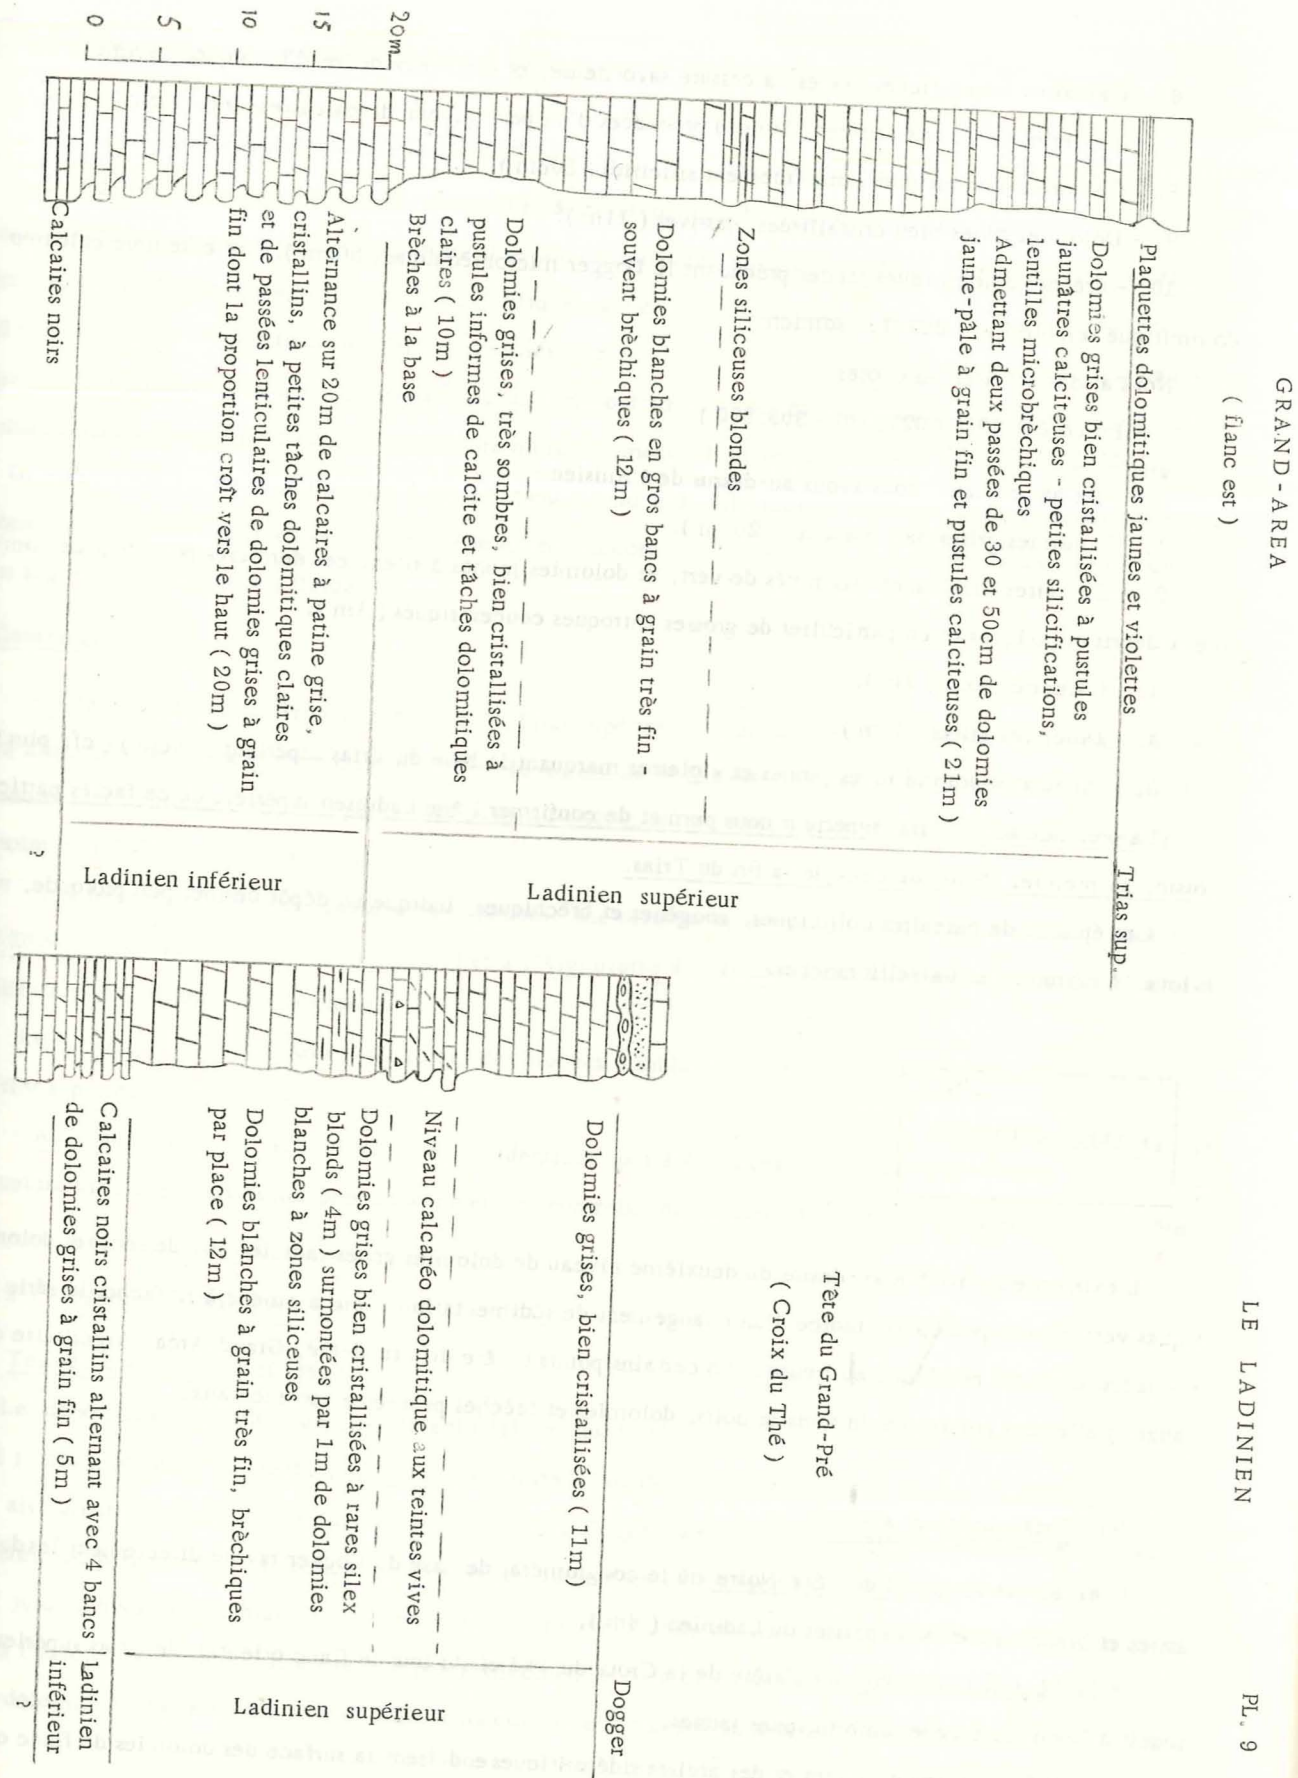 GRAND-AREA
( flanc est )
LE LADINIEN
PL. 9
Plaquettes dolomitiques jaunes et violettes
Trias sup.
Dolomies grises bien cristallisées à pustules
jaunâtres calciteuses - petites silicifications,
lentilles microbrèchiques
Admettant deux passées de 30 et 50cm de dolomies
jaune-pâle à grain fin et pustules calciteuses ( 21m )
Zones siliceuses blondes
Dolomies blanches en gros bancs à grain très fin -
souvent brèchiques ( 12m )
Dolomies grises, très sombres, bien cristallisées à
pustules informes de calcite et tâches dolomitiques
claires ( 10m )
Brèches à la base
Ladinien supérieur
Alternance sur 20m de calcaires à patine grise,
cristallins, à petites tâches dolomitiques claires
et de passées lenticulaires de dolomies grises à grain
fin dont la proportion croît vers le haut ( 20m )
Ladinien inférieur
Calcaires noirs
?
20m
15
10
5
0
Tête du Grand-Pré
( Croix du Thé )
Dogger
Dolomies grises, bien cristallisées ( 11m )
Niveau calcaréo dolomitique aux teintes vives
Dolomies grises bien cristallisées à rares silex
blonds ( 4m ) surmontées par 1m de dolomies
blanches à zones siliceuses
Dolomies blanches à grain très fin, brèchiques
par place ( 12m )
Ladinien supérieur
Calcaires noirs cristallins alternant avec 4 bancs
de dolomies grises à grain fin ( 5m )
Ladinien
inférieur
?